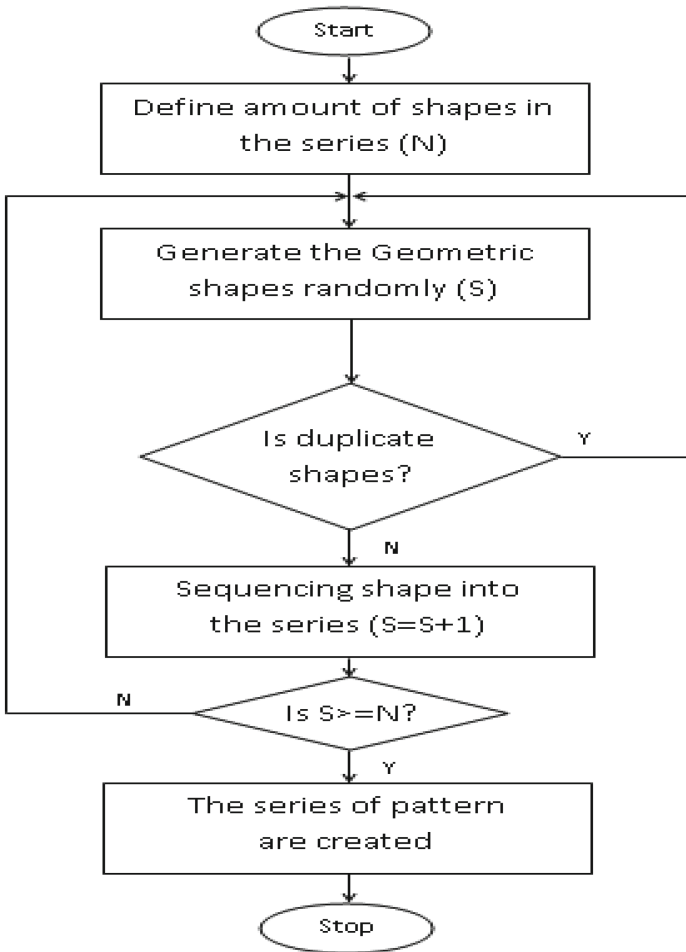 Start
Define amount of shapes in
the series (N)
Generate the Geometric
shapes randomly (S)
Is duplicate
shapes?
Y
N
Sequencing shape into
the series (S=S+1)
N
Is S>=N?
Y
The series of pattern
are created
Stop